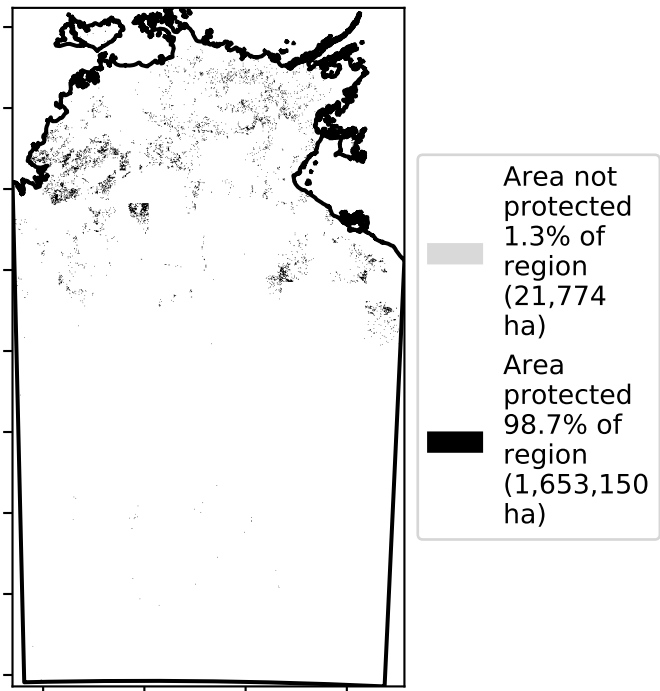 Area not
protected
1.3% of
region
(21,774
ha)
Area
protected
98.7% of
region
(1,653,150
ha)